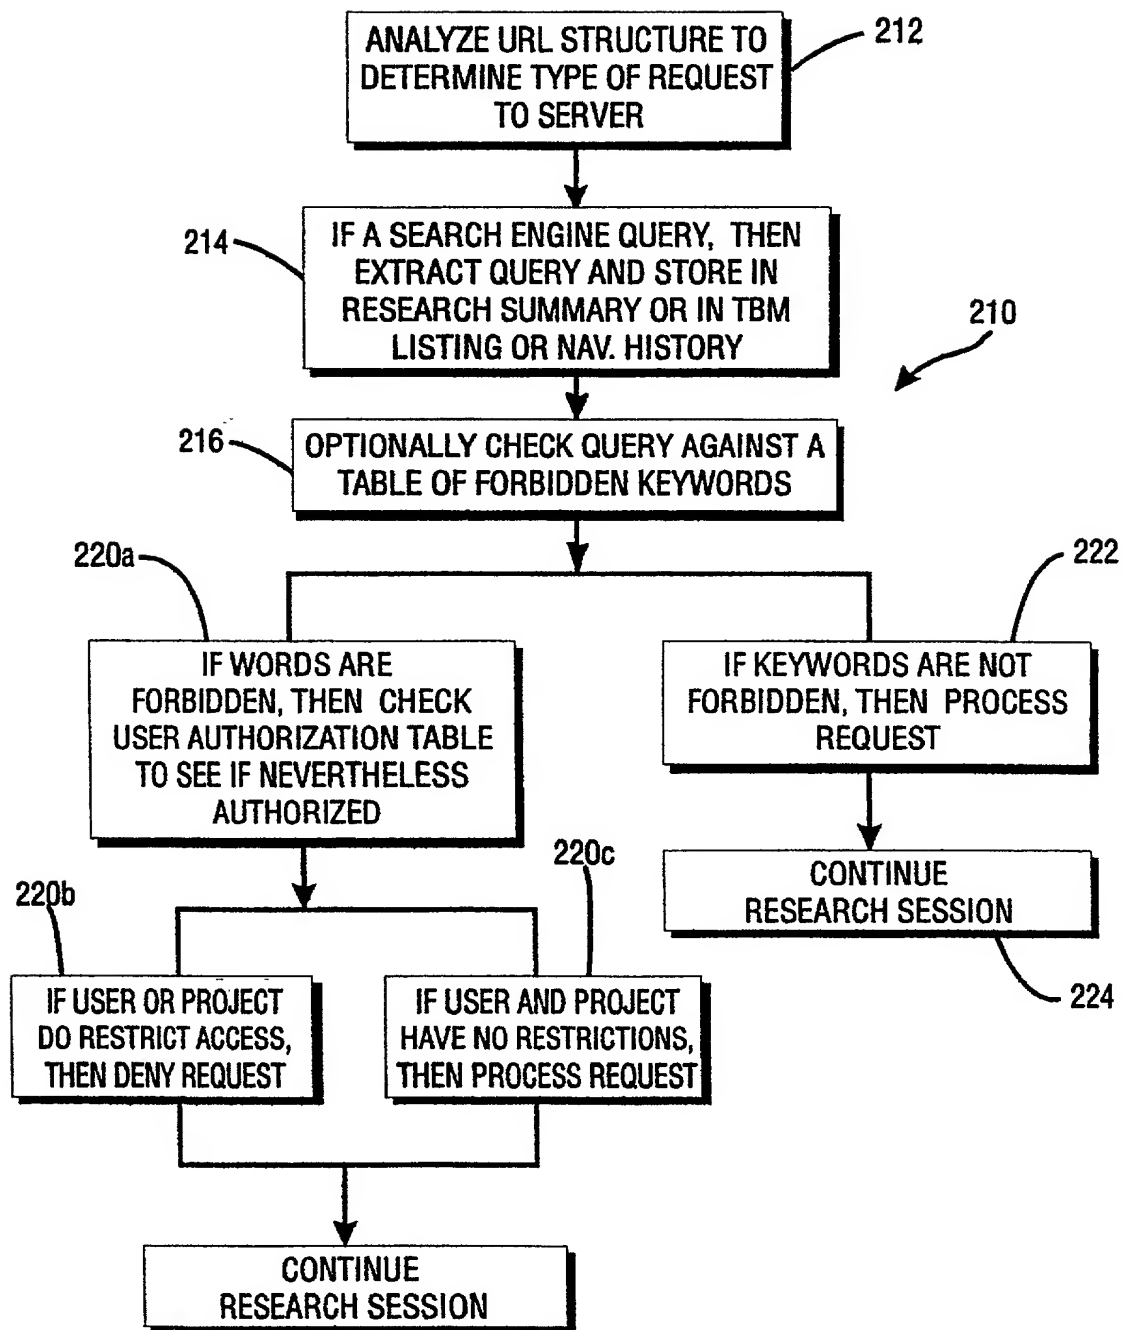 ANALYZE URL STRUCTURE TO
DETERMINE TYPE OF REQUEST
TO SERVER
212
214
IF A SEARCH ENGINE QUERY, THEN
EXTRACT QUERY AND STORE IN
RESEARCH SUMMARY OR IN TBM
LISTING OR NAV. HISTORY
210
216
OPTIONALLY CHECK QUERY AGAINST A
TABLE OF FORBIDDEN KEYWORDS
220a
222
IF WORDS ARE
FORBIDDEN, THEN CHECK
USER AUTHORIZATION TABLE
TO SEE IF NEVERTHELESS
AUTHORIZED
IF KEYWORDS ARE NOT
FORBIDDEN, THEN PROCESS
REQUEST
220b
220c
CONTINUE
RESEARCH SESSION
224
IF USER OR PROJECT
DO RESTRICT ACCESS,
THEN DENY REQUEST
IF USER AND PROJECT
HAVE NO RESTRICTIONS,
THEN PROCESS REQUEST
CONTINUE
RESEARCH SESSION